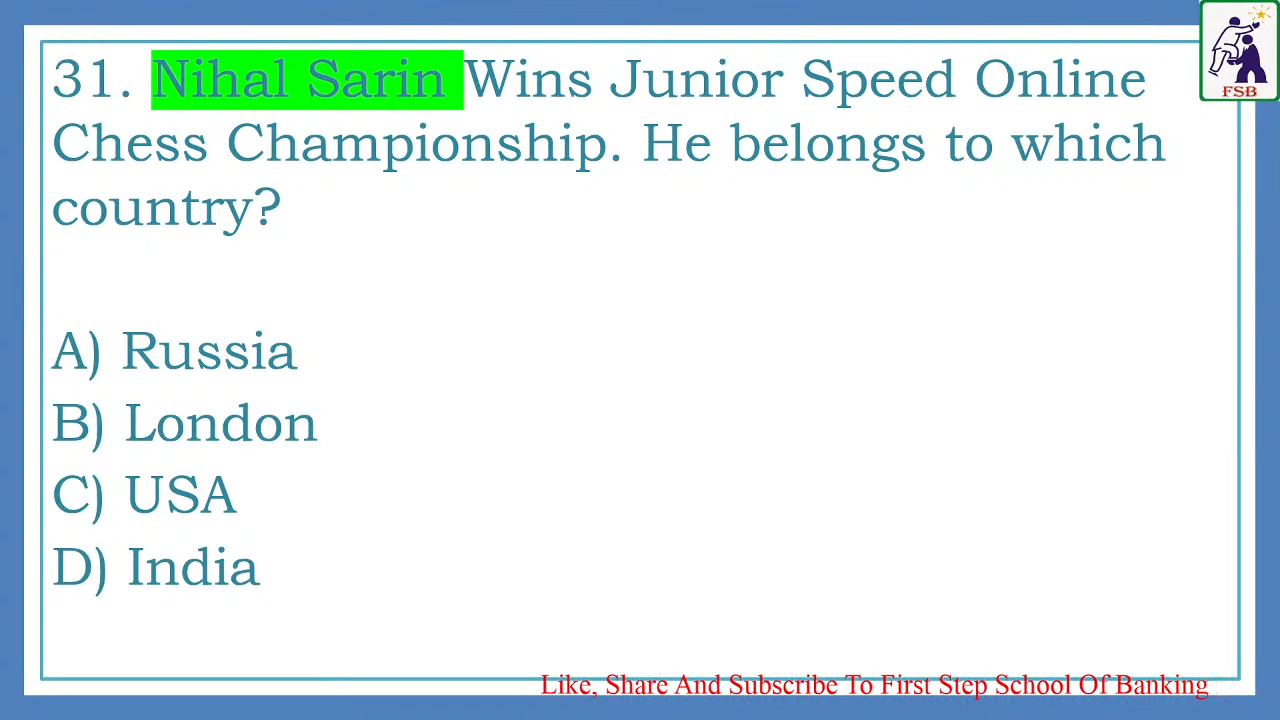 31. Nihal Sarin Wins Junior Speed Online
Chess Championship. He belongs to which
country?
A) Russia
B) London
C) USA
D) India
Like, Share And Subscribe To First Step School Of Banking
FSB